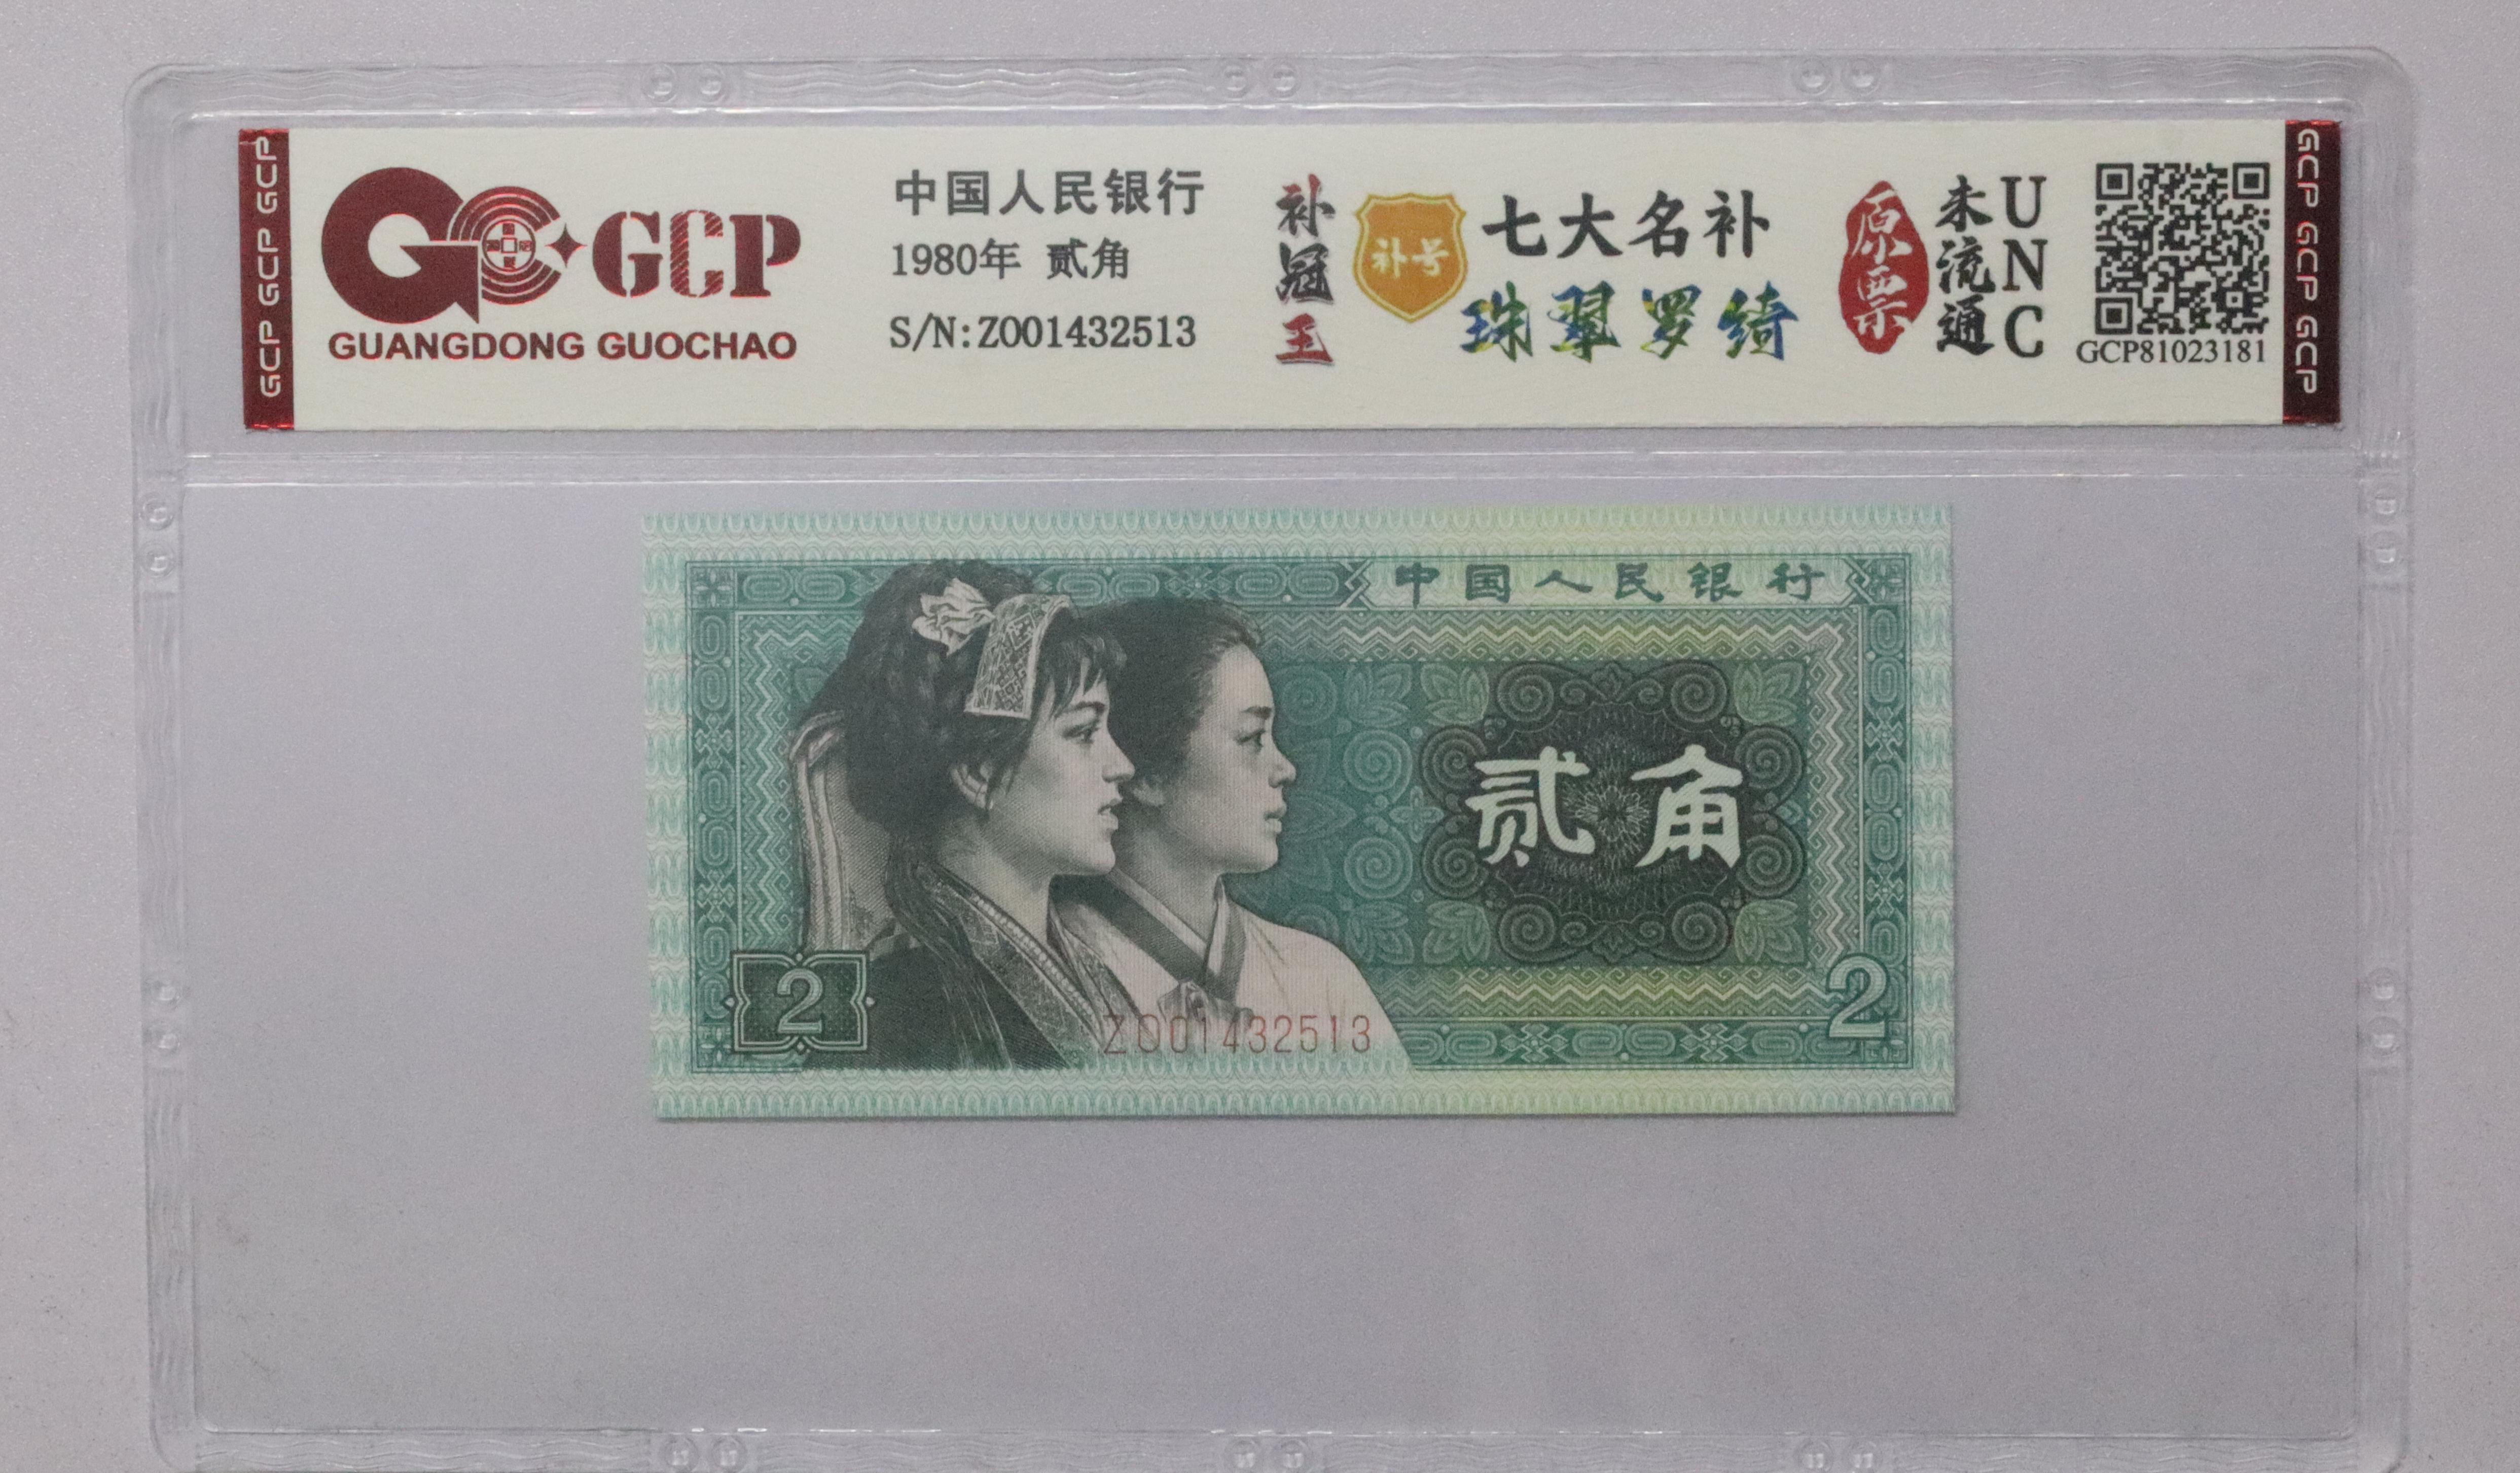 GCP GCP GCP
GCP
GUANGDONG GUOCHAO
中国人民银行
1980年 贰角
S/N:ZO01432513
补冠王
补号
七大名补
珠翠罗绮
原票
未流通
UNC
GCP81023181
GCP GCP GCP
中国人民银行
贰角
2
2
ZO01432513